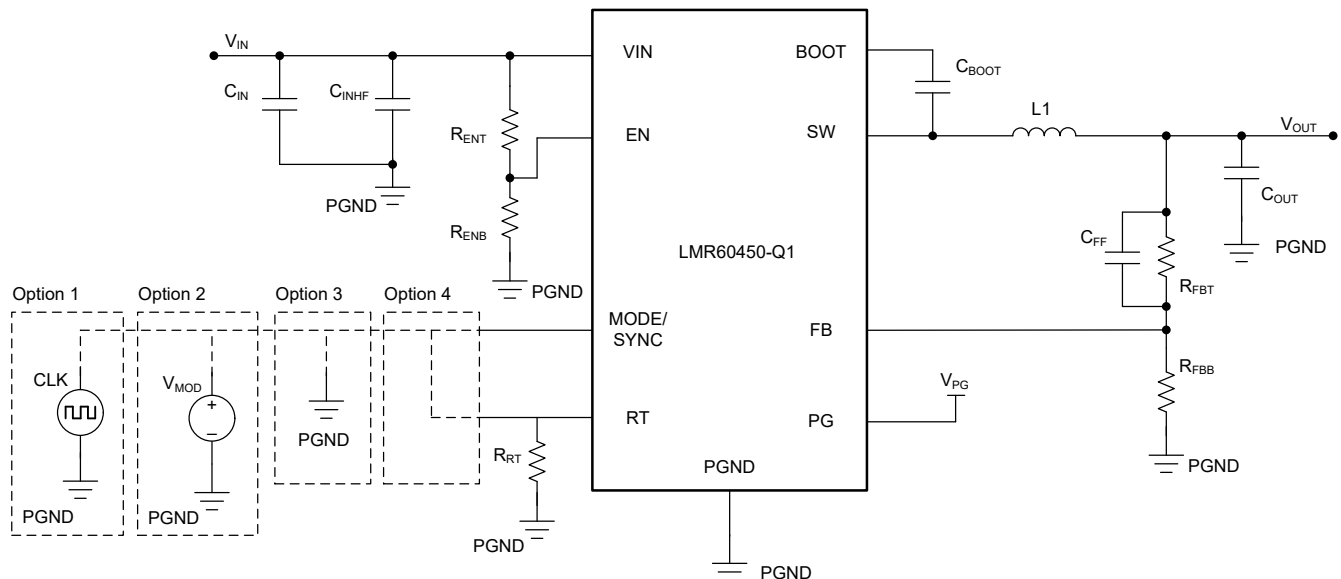 VIN
VIN
BOOT
CBOOT
CIN
CINHF
RENT
EN
SW
L1
VOUT
COUT
PGND
RENB
LMR60450-Q1
CFF
PGND
RFBT
PGND
Option 1
Option 2
Option 3
Option 4
MODE/
SYNC
FB
CLK
VMOD
RFBB
VPG
PGND
RT
PG
RRT
PGND
PGND
PGND
PGND
PGND
PGND